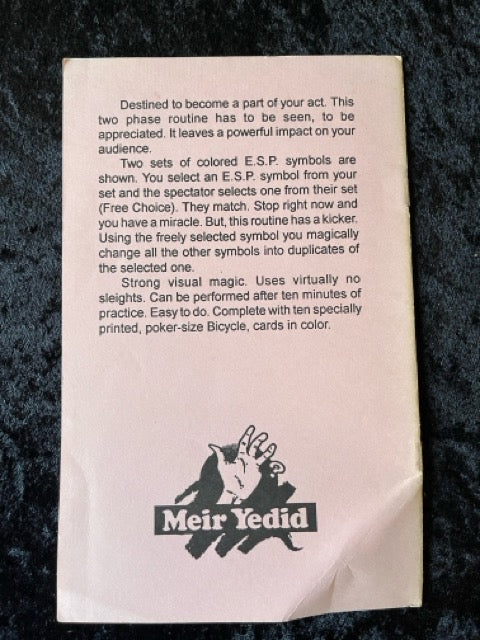 Destined to become a part of your act. This
two phase routine has to be seen, to be
appreciated. It leaves a powerful impact on your
audience.
Two sets of colored E.S.P. symbols are
shown. You select an E.S.P. symbol from your
set and the spectator selects one from their set
(Free Choice). They match. Stop right now and
you have a miracle. But, this routine has a kicker.
Using the freely selected symbol you magically
change all the other symbols into duplicates of
the selected one.
Strong visual magic. Uses virtually no
sleights. Can be performed after ten minutes of
practice. Easy to do. Complete with ten specially
printed, poker-size Bicycle, cards in color.
Meir Yedid